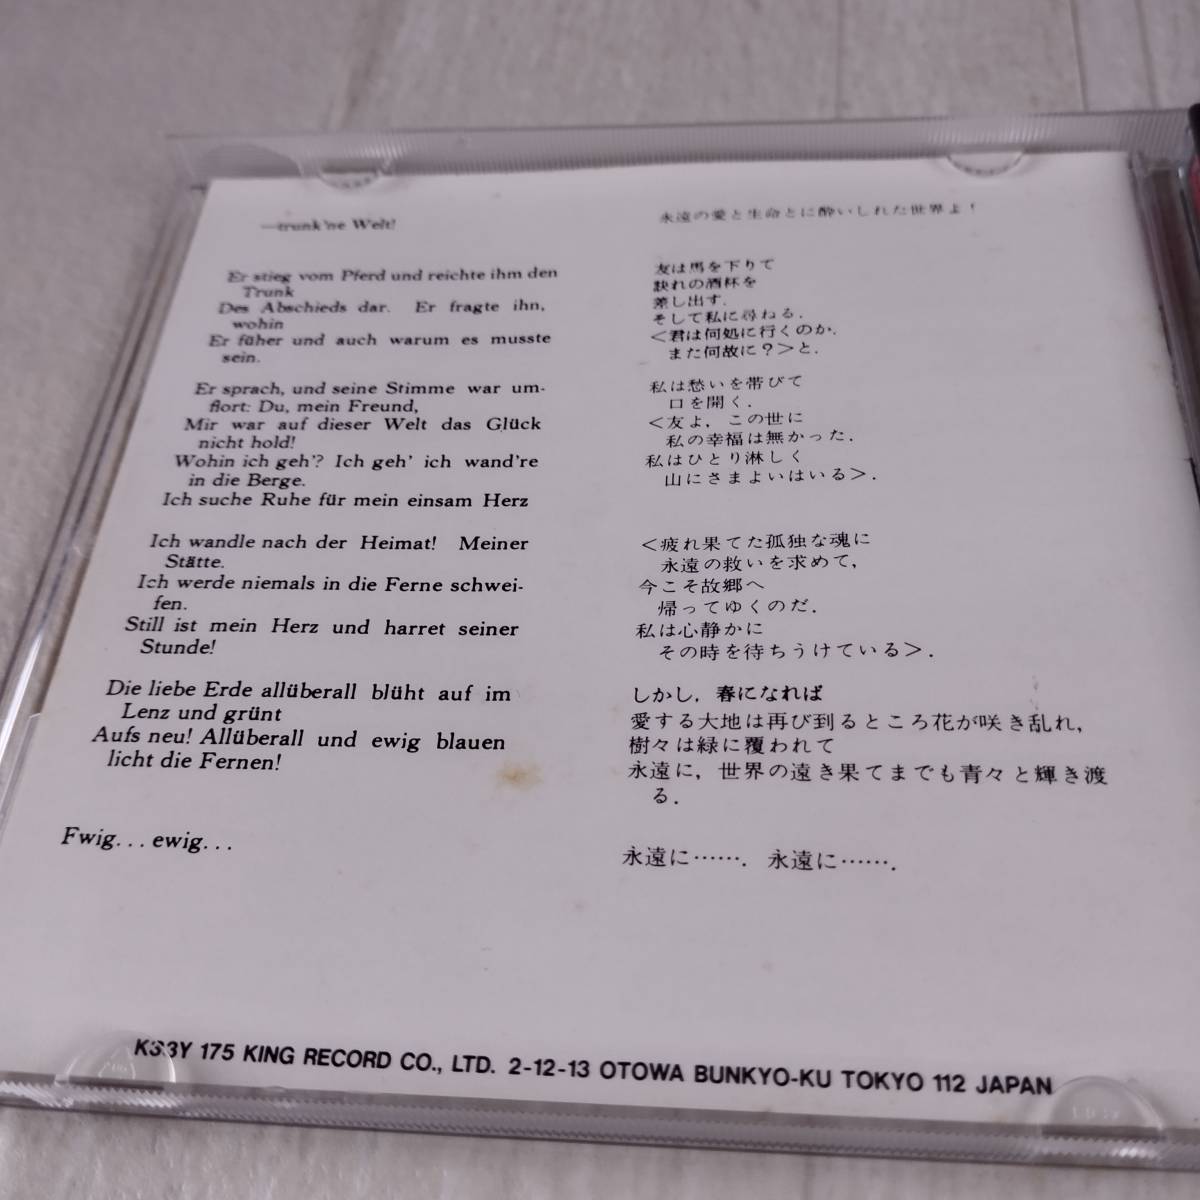 —trunk'ne Welt!
Er stieg vom Pferd und reichte ihm den
Trunk
Des Abschieds dar. Er fragte ihn,
wohin
Er füher und auch warum es musste
sein.
Er sprach, und seine Stimme war um-
flort: Du, mein Freund,
Mir war auf dieser Welt das Glück
nicht hold!
Wohin ich geh'? Ich geh' ich wand're
in die Berge.
Ich suche Ruhe für mein einsam Herz
Ich wandle nach der Heimat! Meiner
Stätte.
Ich werde niemals in die Ferne schwei-
fen.
Still ist mein Herz und harret seiner
Stunde!
Die liebe Erde allüberall blüht auf im
Lenz und grünt
Aufs neu! Allüberall und ewig blauen
licht die Fernen!
Fwig... ewig...
永遠の愛と生命とに酔いしれた世界よ！
友は馬を下りて
訣れの酒杯を
差し出す．
そして私に尋ねる．
＜君は何処に行くのか．
また何故に？＞と．
私は愁いを帯びて
口を開く．
＜友よ，この世に
私の幸福は無かった．
私はひとり淋しく
山にさまよいはいる＞．
＜疲れ果てた孤独な魂に
永遠の救いを求めて，
今こそ故郷へ
帰ってゆくのだ．
私は心静かに
その時を待ちうけている＞．
しかし，春になれば
愛する大地は再び到るところ花が咲き乱れ，
樹々は緑に覆われて
永遠に，世界の遠き果てまでも青々と輝き渡
る．
永遠に……． 永遠に……．
K33Y 175 KING RECORD CO., LTD. 2-12-13 OTOWA BUNKYO-KU TOKYO 112 JAPAN